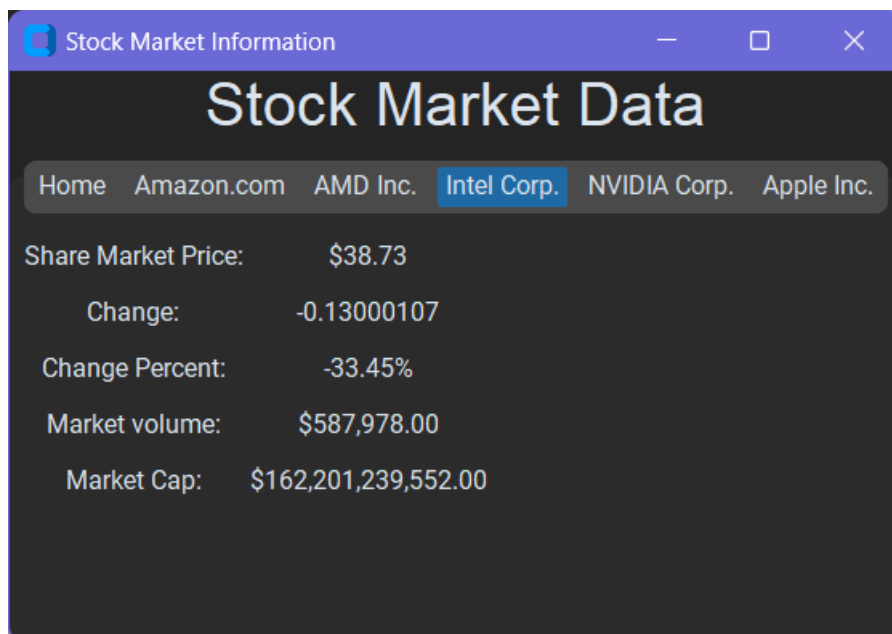 Stock Market Information
Stock Market Data
Home Amazon.com AMD Inc. Intel Corp. NVIDIA Corp. Apple Inc.
Share Market Price: $38.73
Change: -0.13000107
Change Percent: -33.45%
Market volume: $587,978.00
Market Cap: $162,201,239,552.00